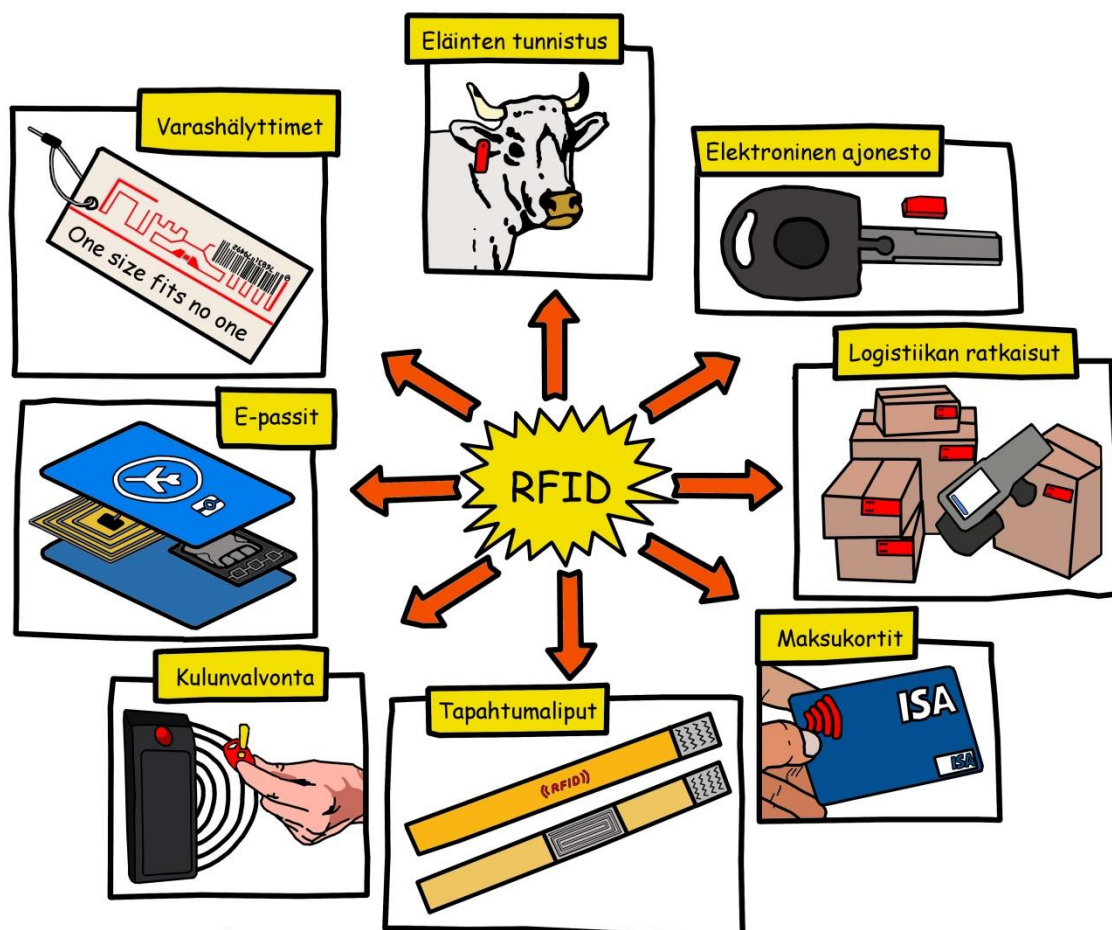 Eläinten tunnistus
Varashälyttimet
Elektroninen ajonesto
One size fits no one
Logistiikan ratkaisut
E-passit
RFID
Maksukortit
Kulunvalvonta
Tapahtumaliput
ISA
ISA
((RFID))